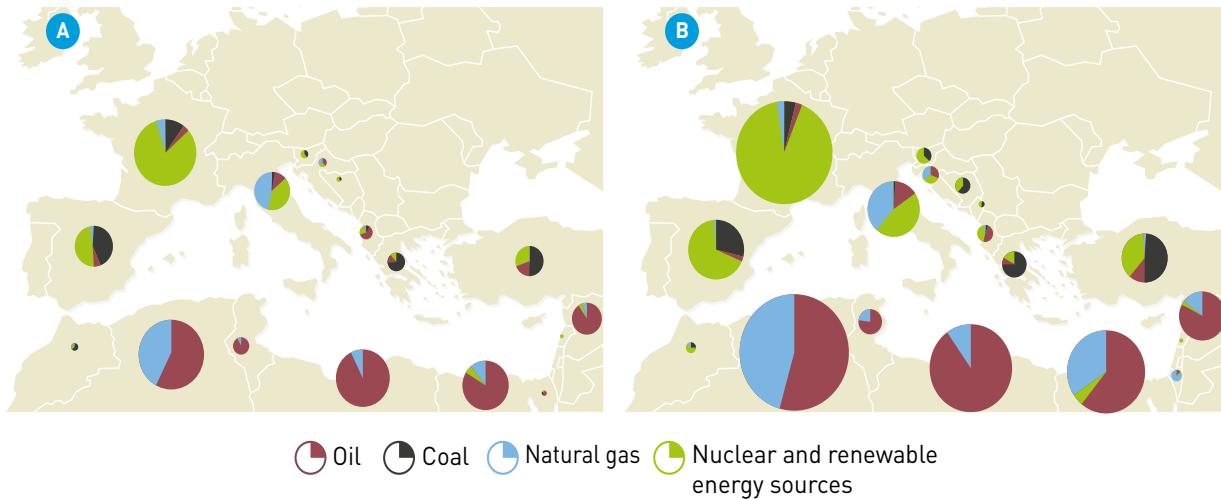 A
B
Oil
Coal
Natural gas
Nuclear and renewable
energy sources